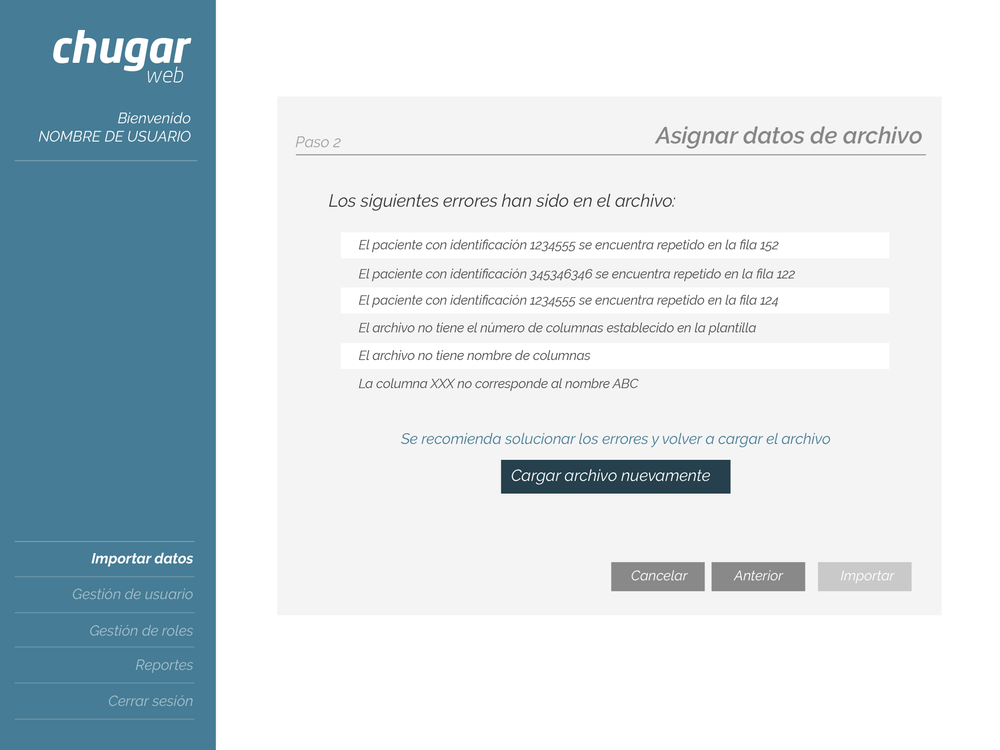 chugar
web
Bienvenido
NOMBRE DE USUARIO
Importar datos
Gestión de usuario
Gestión de roles
Reportes
Cerrar sesión
Paso 2
Asignar datos de archivo
Los siguientes errores han sido en el archivo:
El paciente con identificación 1234555 se encuentra repetido en la fila 152
El paciente con identificación 345346346 se encuentra repetido en la fila 122
El paciente con identificación 1234555 se encuentra repetido en la fila 124
El archivo no tiene el número de columnas establecido en la plantilla
El archivo no tiene nombre de columnas
La columna XXX no corresponde al nombre ABC
Se recomienda solucionar los errores y volver a cargar el archivo
Cargar archivo nuevamente
Cancelar
Anterior
Importar